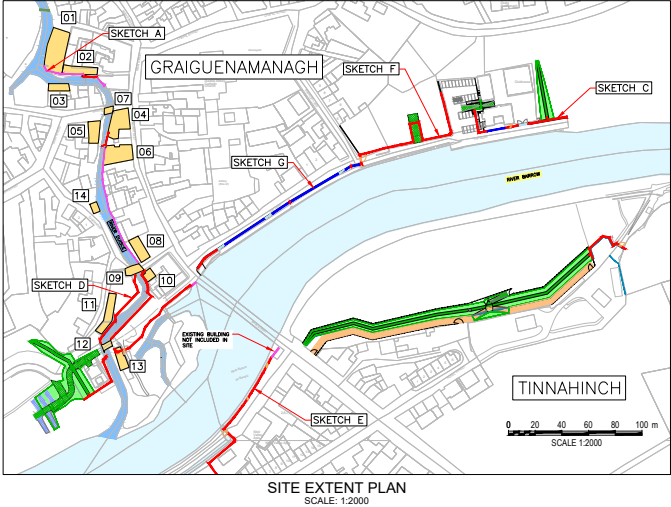 01
SKETCH A
02
GRAIGUENAMANAGH
SKETCH F
SKETCH C
03
07
04
05
06
SKETCH G
RIVER BARROW
14
08
09
10
SKETCH D
11
EXISTING BUILDING
NOT INCLUDED IN
SITE
12
13
TINNAHINCH
SKETCH E
0 20 40 60 80 100 m
SCALE 1:2000
SITE EXTENT PLAN
SCALE: 1:2000